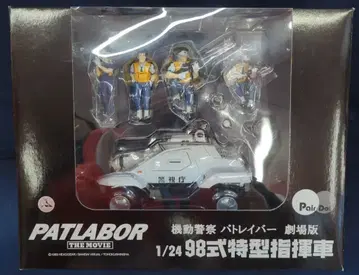 警視庁
PATLABOR
THE MOVIE
機動警察 パトレイバー 劇場版
1/24 98式特型指揮車